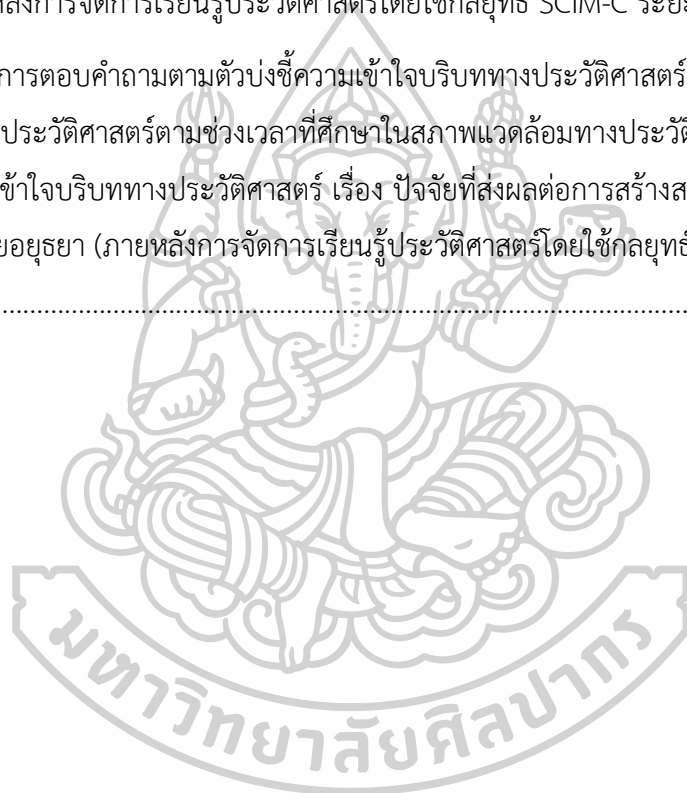 หลังการจัดการเรียนรู้ประวัติศาสตร์โดยใช้กลยุทธ์ SCIM-C ระยะ
การตอบคำถามตามตัวบ่งชี้ความเข้าใจบริบททางประวัติศาสตร์
ประวัติศาสตร์ตามช่วงเวลาที่ศึกษาในสภาพแวดล้อมทางประวัติ
ข้าใจบริบททางประวัติศาสตร์ เรื่อง ปัจจัยที่ส่งผลต่อการสร้างส
ยอยุธยา (ภายหลังการจัดการเรียนรู้ประวัติศาสตร์โดยใช้กลยุทธ์
มหาวิทยาลัยศิลปากร